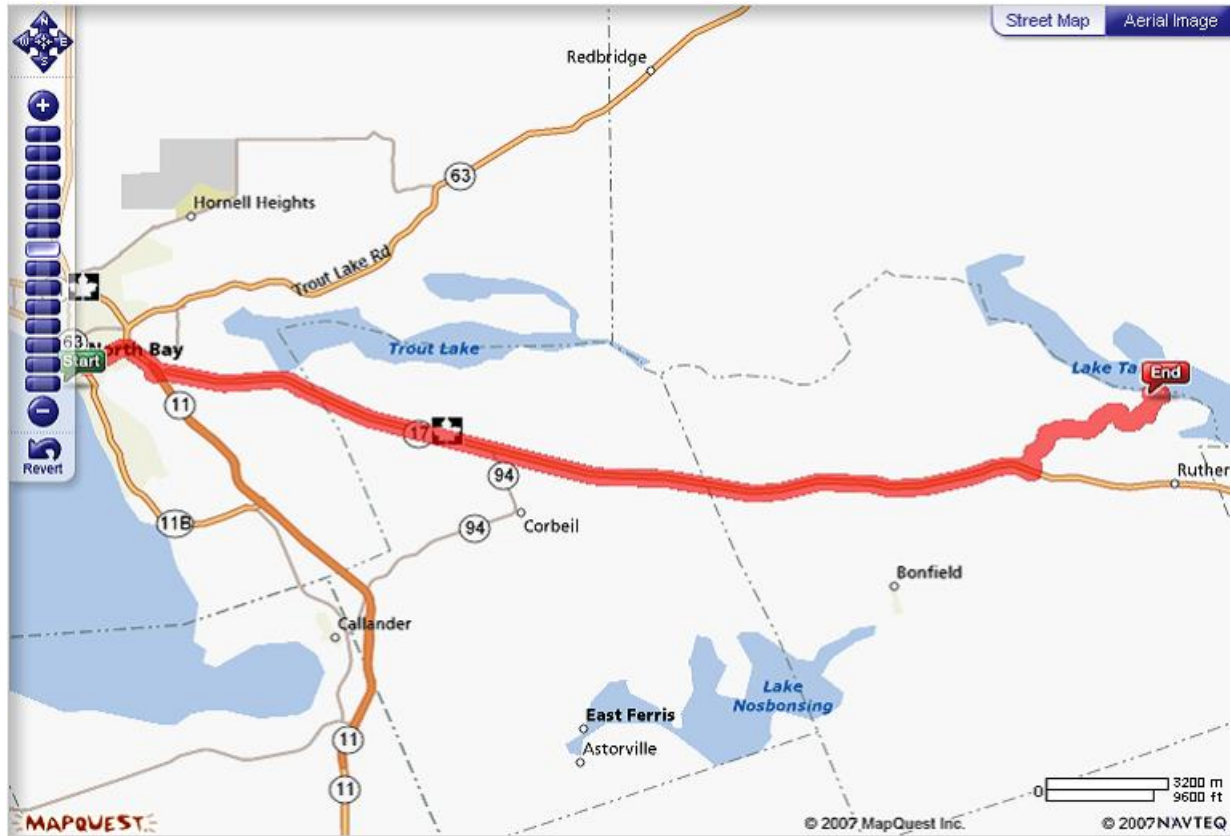 Street Map
Aerial Image
N
W
E
S
Redbridge
63
Hornell Heights
Trout Lake Rd
63
North Bay
Start
Trout Lake
Lake Ta
End
11
17
Revert
94
Ruther
11B
94
Corbeil
Bonfield
Callander
Lake
Nosbonsing
East Ferris
Astorville
11
11
0
3200 m
9600 ft
MAPQUEST
© 2007 MapQuest Inc.
© 2007 NAVTEQ